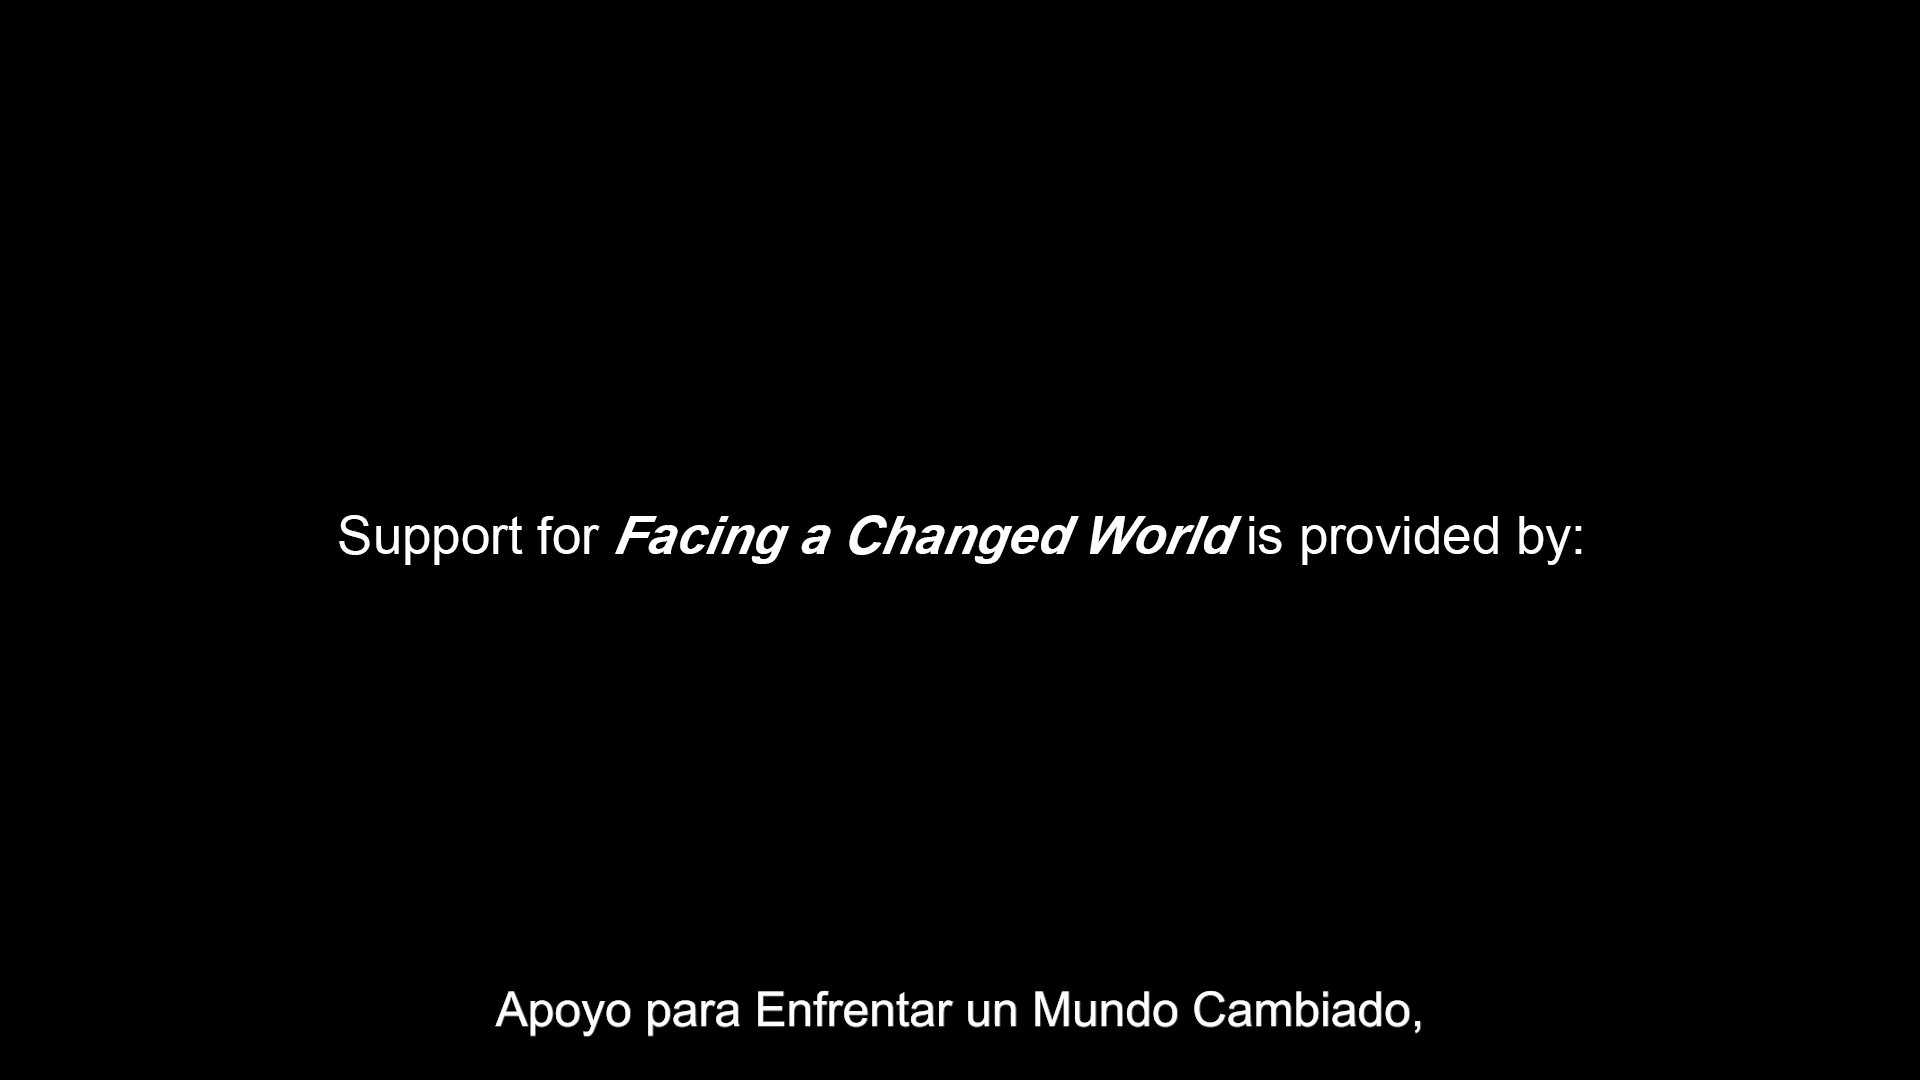 Support for Facing a Changed World is provided by:
Apoyo para Enfrentar un Mundo Cambiado,